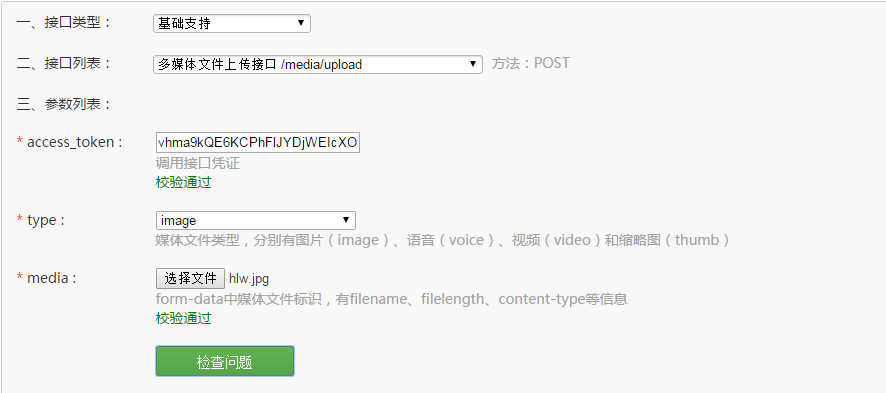 一、接口类型： 基础支持
二、接口列表： 多媒体文件上传接口 /media/upload 方法：POST
三、参数列表：
* access_token : vhma9kQE6KCPhFlJYDjWEIcXO
调用接口凭证
校验通过
* type : image
媒体文件类型，分别有图片（image）、语音（voice）、视频（video）和缩略图（thumb）
* media : 选择文件 hlw.jpg
form-data中媒体文件标识，有filename、filelength、content-type等信息
校验通过
检查问题